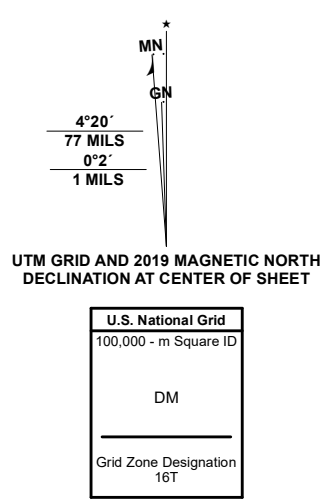 MN
GN
4°20´
77 MILS
0°2´
1 MILS
UTM GRID AND 2019 MAGNETIC NORTH
DECLINATION AT CENTER OF SHEET
U.S. National Grid
100,000 - m Square ID
DM
Grid Zone Designation
16T